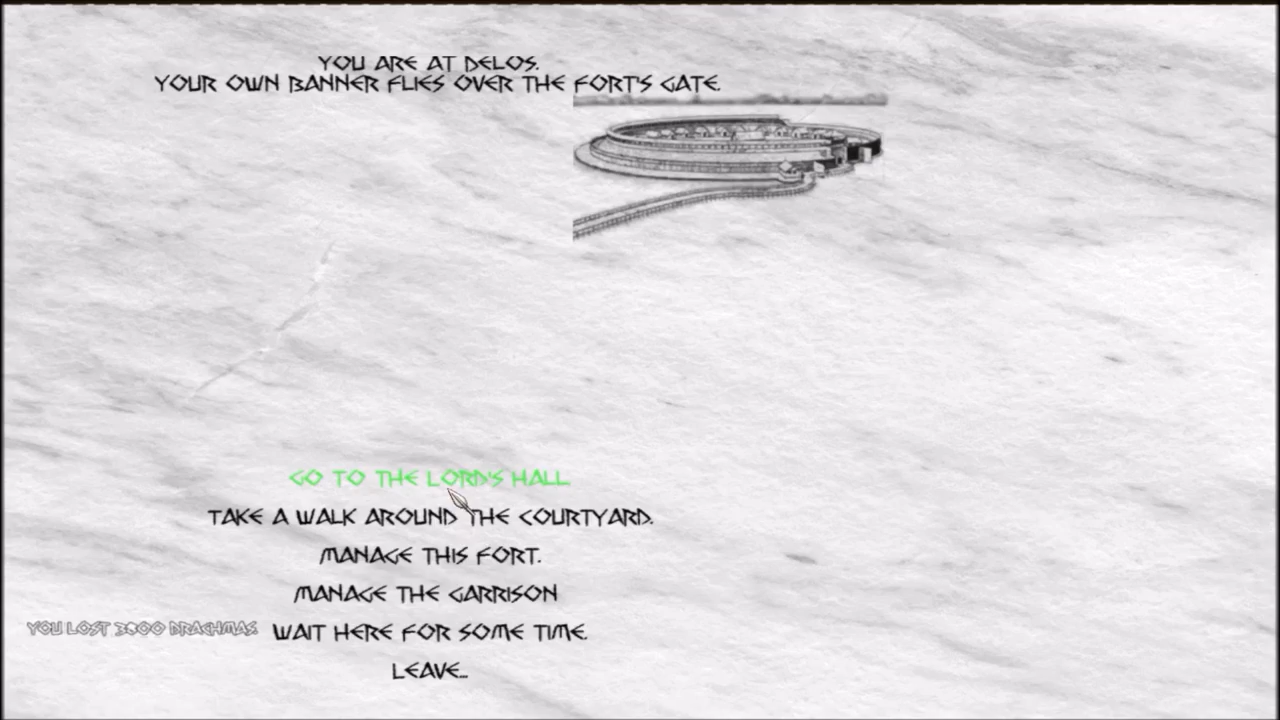 YOU ARE AT DELOS.
YOUR OWN BANNER FLIES OVER THE FORT'S GATE.
GO TO THE LORD'S HALL
TAKE A WALK AROUND THE COURTYARD.
MANAGE THIS FORT.
MANAGE THE GARRISON
WAIT HERE FOR SOME TIME.
YOU LOST 3000 DRACHMAS.
LEAVE...